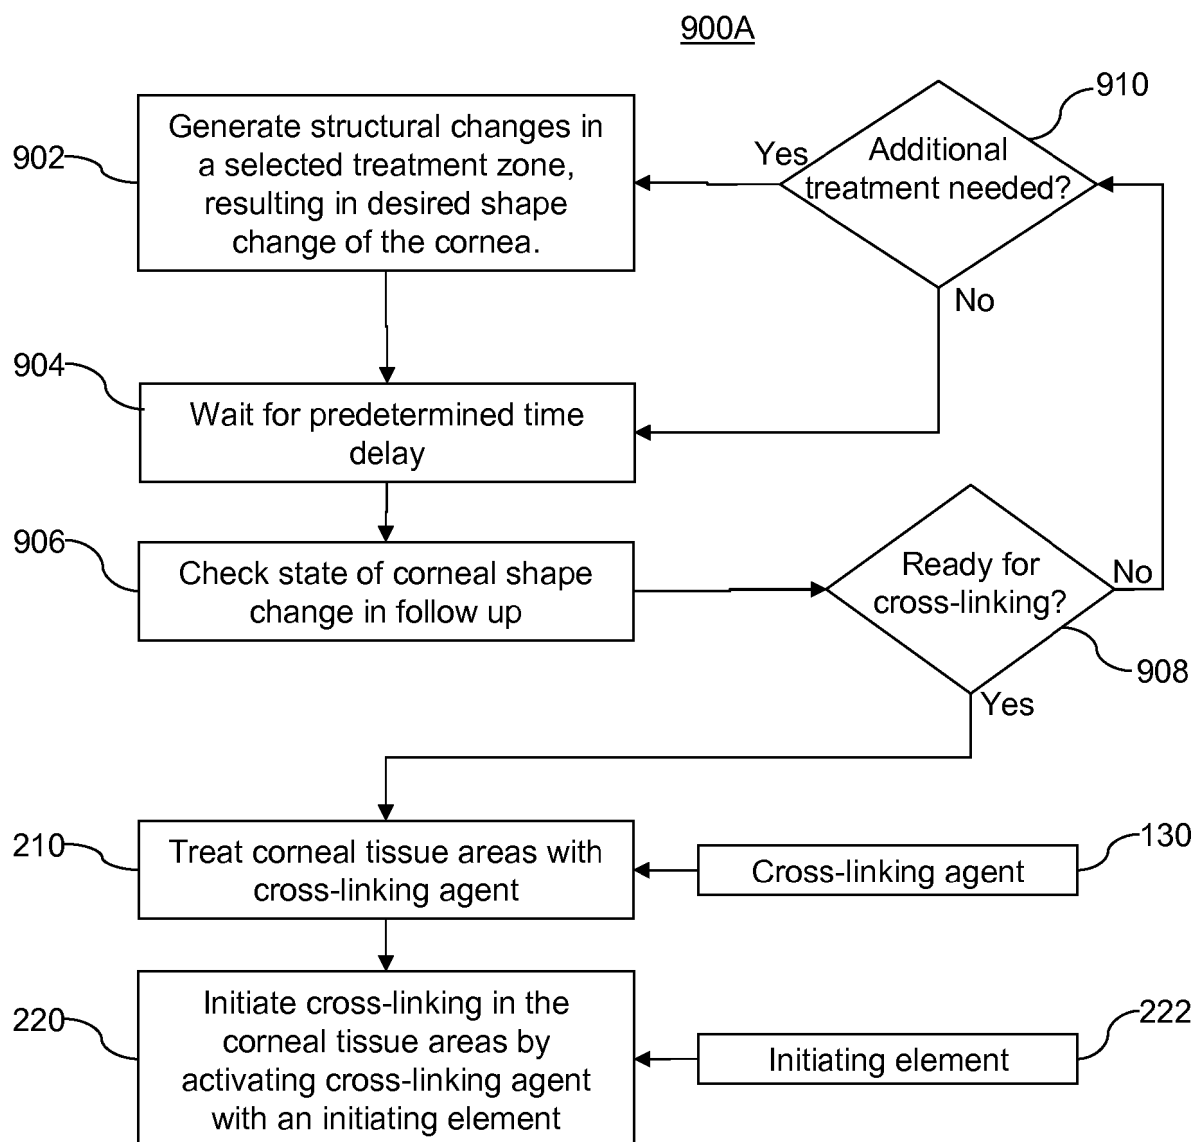 900A
902
Generate structural changes in
a selected treatment zone,
resulting in desired shape
change of the cornea.
Yes
Additional
treatment needed?
910
No
904
Wait for predetermined time
delay
906
Check state of corneal shape
change in follow up
Ready for
cross-linking?
No
908
Yes
210
Treat corneal tissue areas with
cross-linking agent
Cross-linking agent
130
220
Initiate cross-linking in the
corneal tissue areas by
activating cross-linking agent
with an initiating element
Initiating element
222